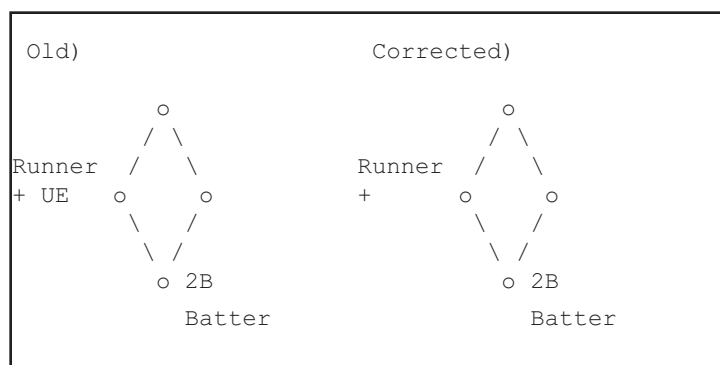 Old) Corrected)
o o
/ \ / \
Runner / \ Runner / \
+ UE o o + o o
\ / \ /
\ / \ /
o 2B o 2B
Batter Batter